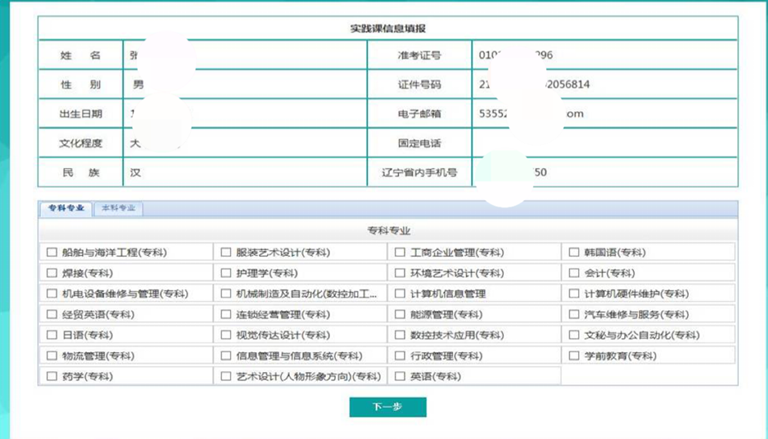 实践课信息填报
姓 名 张 准考证号 010 296
性 别 男 证件号码 21 2056814
出生日期 电子邮箱 5355 om
文化程度 大 固定电话
民 族 汉 辽宁省内手机号 50
专科专业 本科专业
专科专业
船舶与海洋工程(专科) 服装艺术设计(专科) 工商企业管理(专科) 韩国语(专科)
焊接(专科) 护理学(专科) 环境艺术设计(专科) 会计(专科)
机电设备维修与管理(专科) 机械制造及自动化(数控加工... 计算机信息管理 计算机硬件维护(专科)
经贸英语(专科) 连锁经营管理(专科) 能源管理(专科) 汽车维修与服务(专科)
日语(专科) 视觉传达设计(专科) 数控技术应用(专科) 文秘与办公自动化(专科)
物流管理(专科) 信息管理与信息系统(专科) 行政管理(专科) 学前教育(专科)
药学(专科) 艺术设计(人物形象方向)(专科) 英语(专科)
下一步